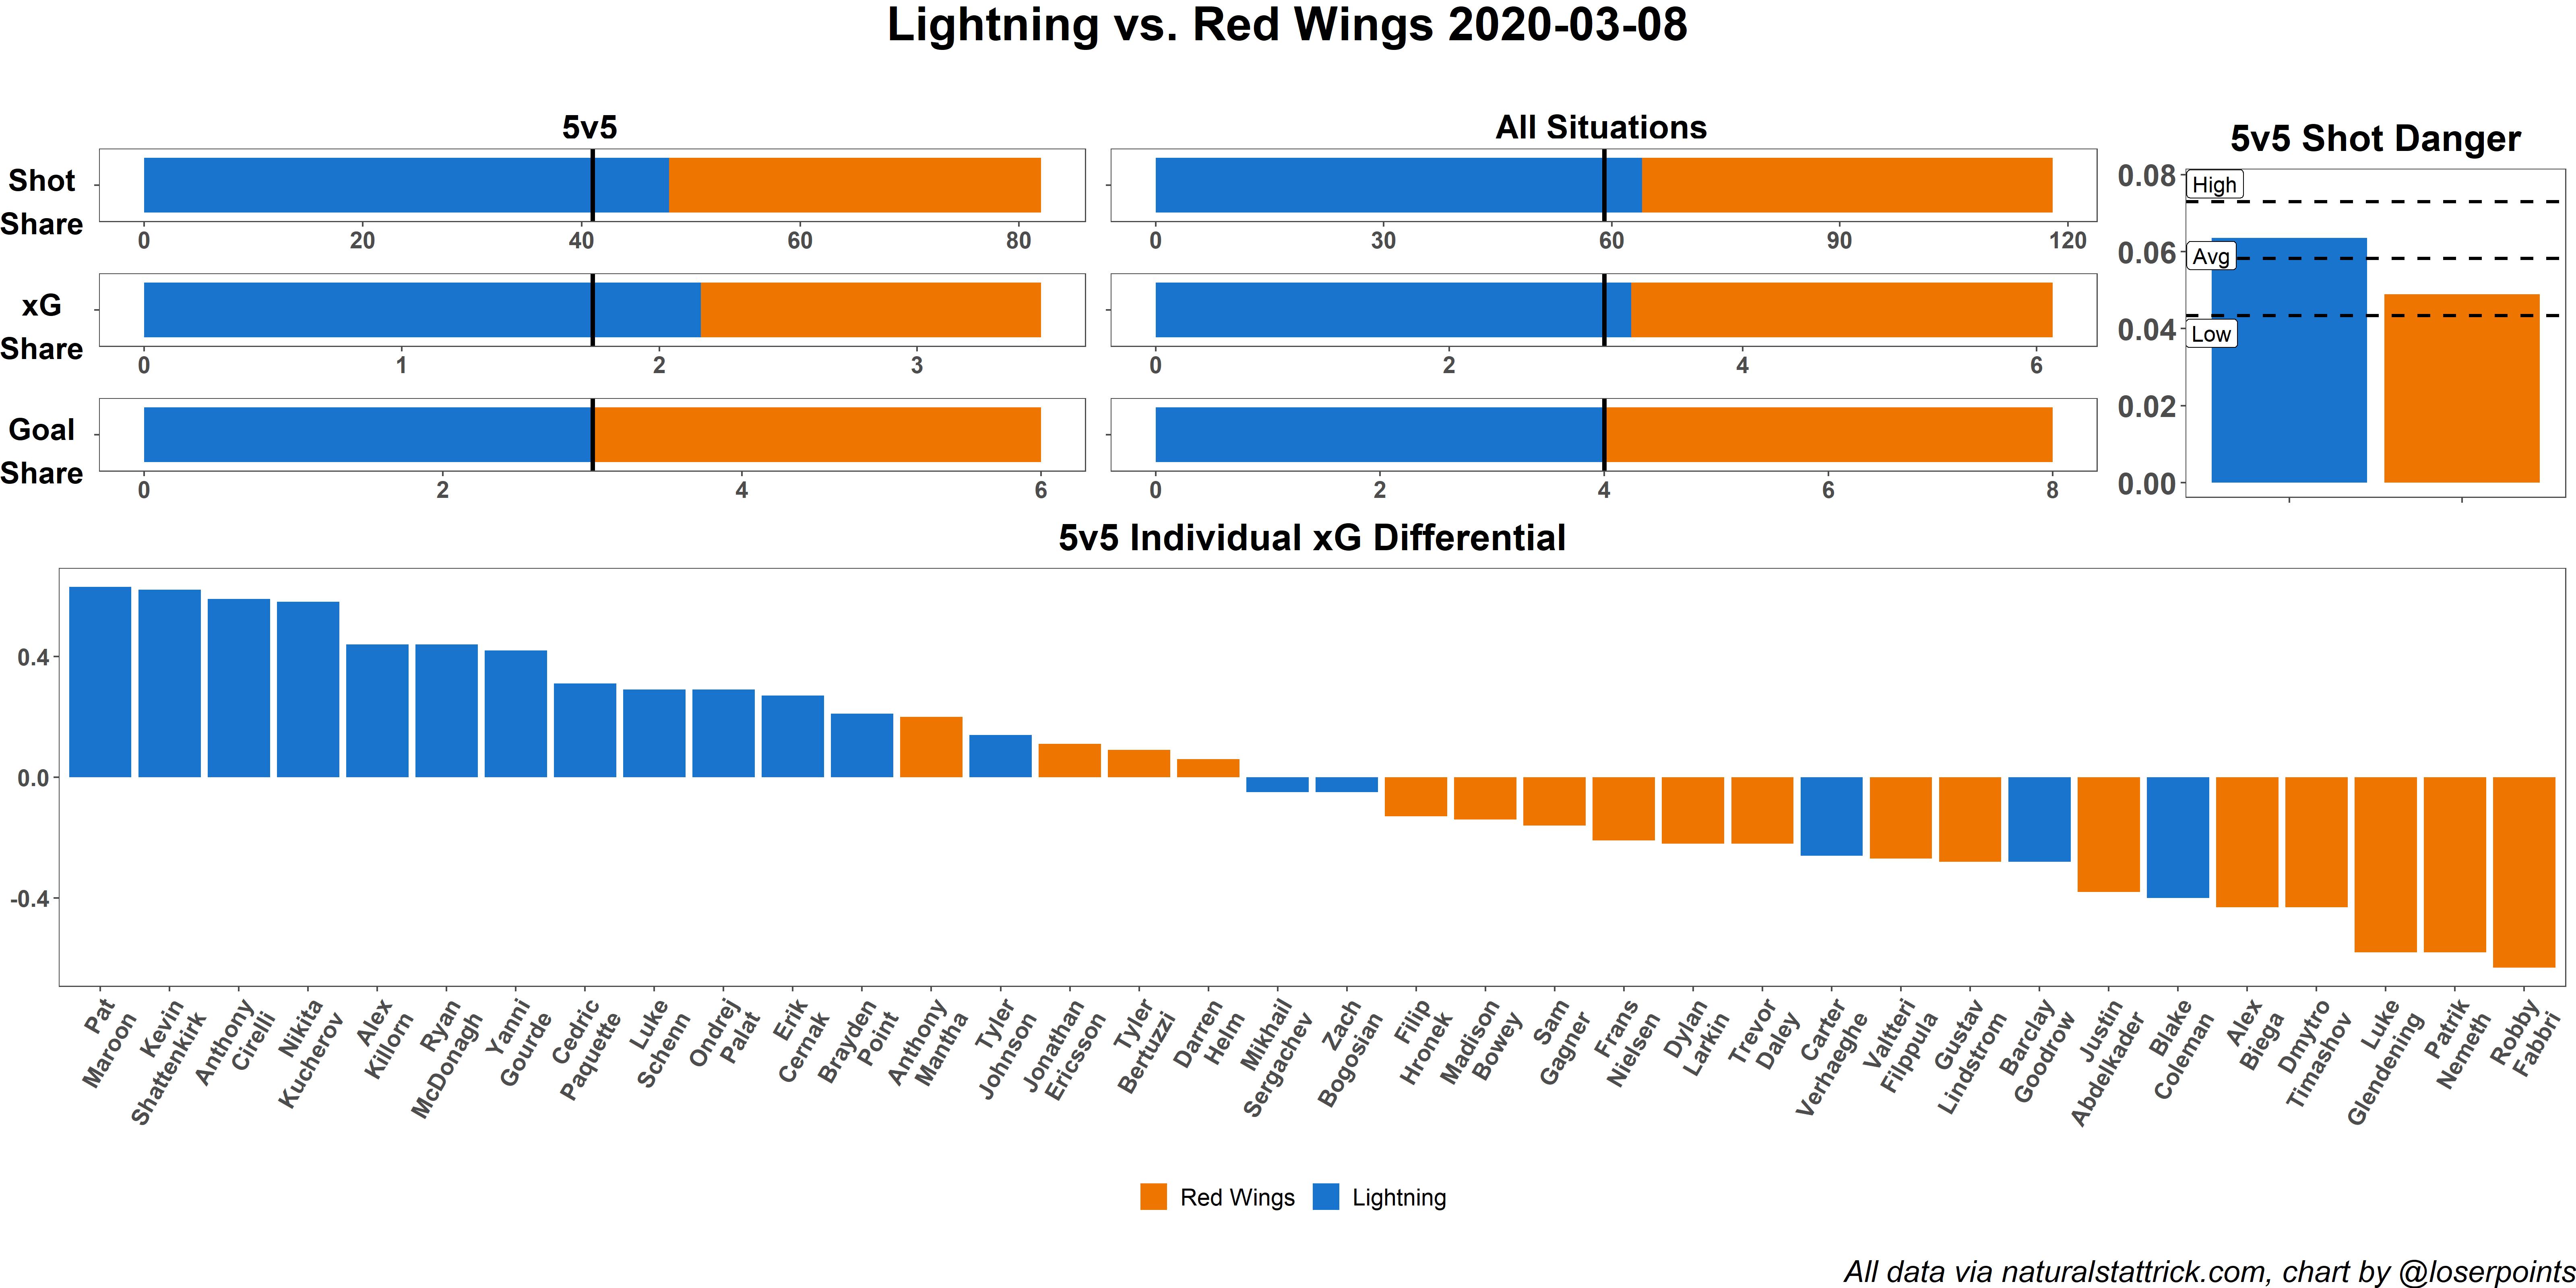 Lightning vs. Red Wings 2020-03-08
5v5
All Situations
5v5 Shot Danger
Shot
Share
0 20 40 60 80
0 30 60 90 120
xG
Share
0 1 2 3
0 2 4 6
Goal
Share
0 2 4 6
0 2 4 6 8
0.08
0.06
0.04
0.02
0.00
High
Avg
Low
5v5 Individual xG Differential
0.4
0.0
-0.4
Pat
Maroon
Kevin
Shattenkirk
Anthony
Cirelli
Nikita
Kucherov
Alex
Killorn
Ryan
McDonagh
Yanni
Gourde
Cedric
Paquette
Luke
Schenn
Ondrej
Palat
Erik
Cernak
Brayden
Point
Anthony
Mantha
Tyler
Johnson
Jonathan
Ericsson
Tyler
Bertuzzi
Darren
Helm
Mikhail
Sergachev
Zach
Bogosian
Filip
Hronek
Madison
Bowey
Sam
Gagner
Frans
Nielsen
Dylan
Larkin
Trevor
Daley
Carter
Verhaeghe
Valtteri
Filppula
Gustav
Lindstrom
Barclay
Goodrow
Justin
Abdelkader
Blake
Coleman
Alex
Biega
Dmytro
Timashov
Luke
Glendening
Patrik
Nemeth
Robby
Fabbri
Red Wings Lightning
All data via naturalstattrick.com, chart by @loserpoints